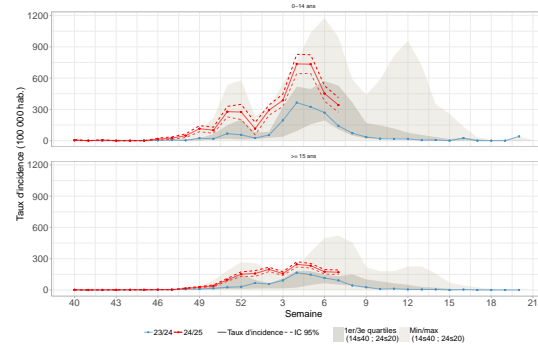 0−14 ans
1200
900
600
300
0
>= 15 ans
1200
900
600
300
0
Taux d'incidence (100 000 hab.)
40 43 46 49 52 3 6 9 12 15 18 21
Semaine
23/24 24/25 Taux d'incidence IC 95% 1er/3e quartiles Min/max
(14s40 ; 24s20) (14s40 ; 24s20)